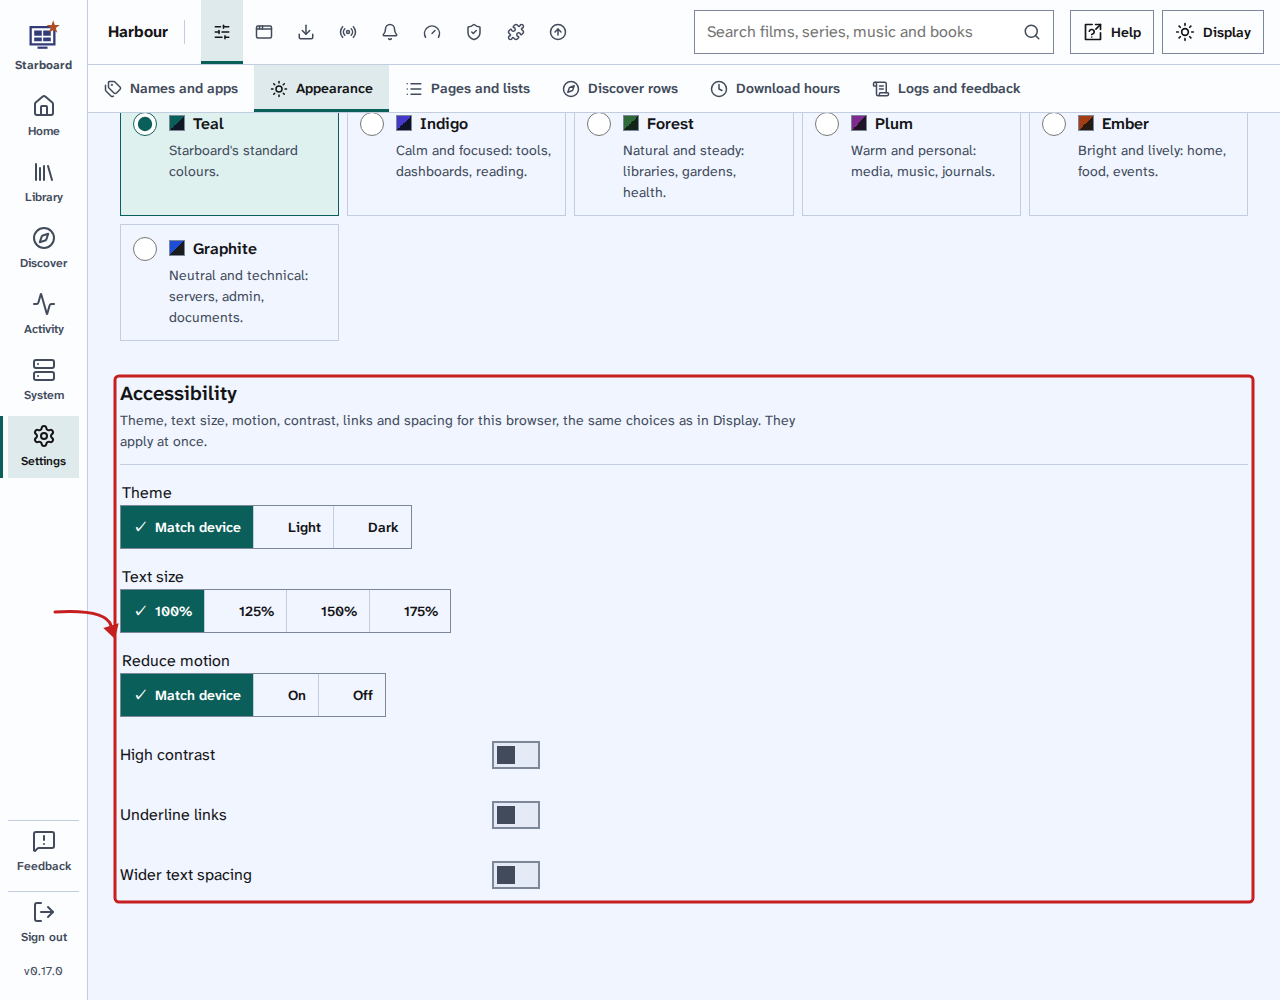 Starboard
Home
Library
Discover
Activity
System
Settings
Feedback
Sign out
v0.17.0
Harbour
Search films, series, music and books
Help
Display
Names and apps
Appearance
Pages and lists
Discover rows
Download hours
Logs and feedback
Teal
Starboard's standard
colours.
Indigo
Calm and focused: tools,
dashboards, reading.
Forest
Natural and steady:
libraries, gardens,
health.
Plum
Warm and personal:
media, music, journals.
Ember
Bright and lively: home,
food, events.
Graphite
Neutral and technical:
servers, admin,
documents.
Accessibility
Theme, text size, motion, contrast, links and spacing for this browser, the same choices as in Display. They
apply at once.
Theme
✓ Match device Light Dark
Text size
✓ 100% 125% 150% 175%
Reduce motion
✓ Match device On Off
High contrast
Underline links
Wider text spacing